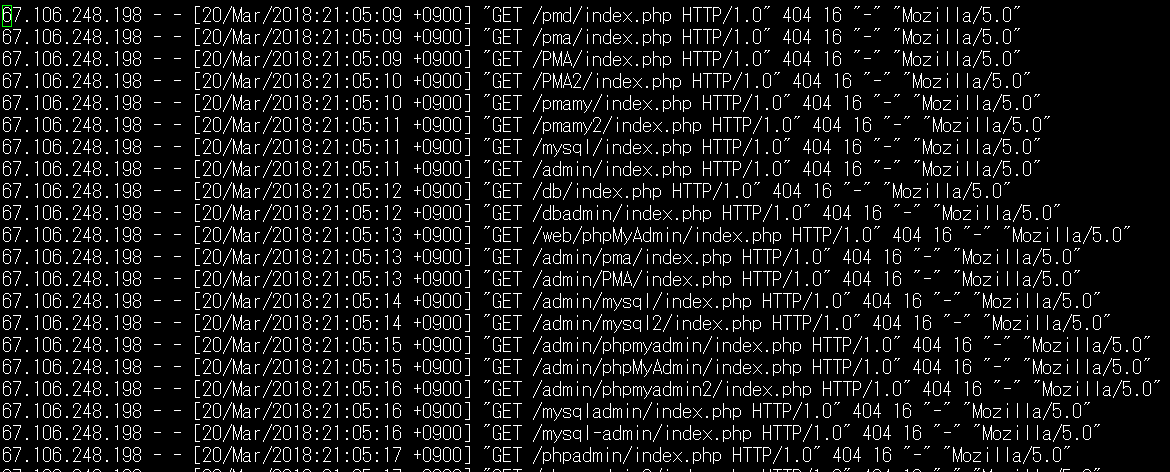 67.106.248.198 - - [20/Mar/2018:21:05:09 +0900] "GET /pmd/index.php HTTP/1.0" 404 16 "-" "Mozilla/5.0"
67.106.248.198 - - [20/Mar/2018:21:05:09 +0900] "GET /pma/index.php HTTP/1.0" 404 16 "-" "Mozilla/5.0"
67.106.248.198 - - [20/Mar/2018:21:05:09 +0900] "GET /PMA/index.php HTTP/1.0" 404 16 "-" "Mozilla/5.0"
67.106.248.198 - - [20/Mar/2018:21:05:10 +0900] "GET /PMA2/index.php HTTP/1.0" 404 16 "-" "Mozilla/5.0"
67.106.248.198 - - [20/Mar/2018:21:05:10 +0900] "GET /pmamy/index.php HTTP/1.0" 404 16 "-" "Mozilla/5.0"
67.106.248.198 - - [20/Mar/2018:21:05:11 +0900] "GET /pmamy2/index.php HTTP/1.0" 404 16 "-" "Mozilla/5.0"
67.106.248.198 - - [20/Mar/2018:21:05:11 +0900] "GET /mysql/index.php HTTP/1.0" 404 16 "-" "Mozilla/5.0"
67.106.248.198 - - [20/Mar/2018:21:05:11 +0900] "GET /admin/index.php HTTP/1.0" 404 16 "-" "Mozilla/5.0"
67.106.248.198 - - [20/Mar/2018:21:05:12 +0900] "GET /db/index.php HTTP/1.0" 404 16 "-" "Mozilla/5.0"
67.106.248.198 - - [20/Mar/2018:21:05:12 +0900] "GET /dbadmin/index.php HTTP/1.0" 404 16 "-" "Mozilla/5.0"
67.106.248.198 - - [20/Mar/2018:21:05:13 +0900] "GET /web/phpMyAdmin/index.php HTTP/1.0" 404 16 "-" "Mozilla/5.0"
67.106.248.198 - - [20/Mar/2018:21:05:13 +0900] "GET /admin/pma/index.php HTTP/1.0" 404 16 "-" "Mozilla/5.0"
67.106.248.198 - - [20/Mar/2018:21:05:13 +0900] "GET /admin/PMA/index.php HTTP/1.0" 404 16 "-" "Mozilla/5.0"
67.106.248.198 - - [20/Mar/2018:21:05:14 +0900] "GET /admin/mysql/index.php HTTP/1.0" 404 16 "-" "Mozilla/5.0"
67.106.248.198 - - [20/Mar/2018:21:05:14 +0900] "GET /admin/mysql2/index.php HTTP/1.0" 404 16 "-" "Mozilla/5.0"
67.106.248.198 - - [20/Mar/2018:21:05:15 +0900] "GET /admin/phpmyadmin/index.php HTTP/1.0" 404 16 "-" "Mozilla/5.0"
67.106.248.198 - - [20/Mar/2018:21:05:15 +0900] "GET /admin/phpMyAdmin/index.php HTTP/1.0" 404 16 "-" "Mozilla/5.0"
67.106.248.198 - - [20/Mar/2018:21:05:16 +0900] "GET /admin/phpmyadmin2/index.php HTTP/1.0" 404 16 "-" "Mozilla/5.0"
67.106.248.198 - - [20/Mar/2018:21:05:16 +0900] "GET /mysqladmin/index.php HTTP/1.0" 404 16 "-" "Mozilla/5.0"
67.106.248.198 - - [20/Mar/2018:21:05:16 +0900] "GET /mysql-admin/index.php HTTP/1.0" 404 16 "-" "Mozilla/5.0"
67.106.248.198 - - [20/Mar/2018:21:05:17 +0900] "GET /phpadmin/index.php HTTP/1.0" 404 16 "-" "Mozilla/5.0"